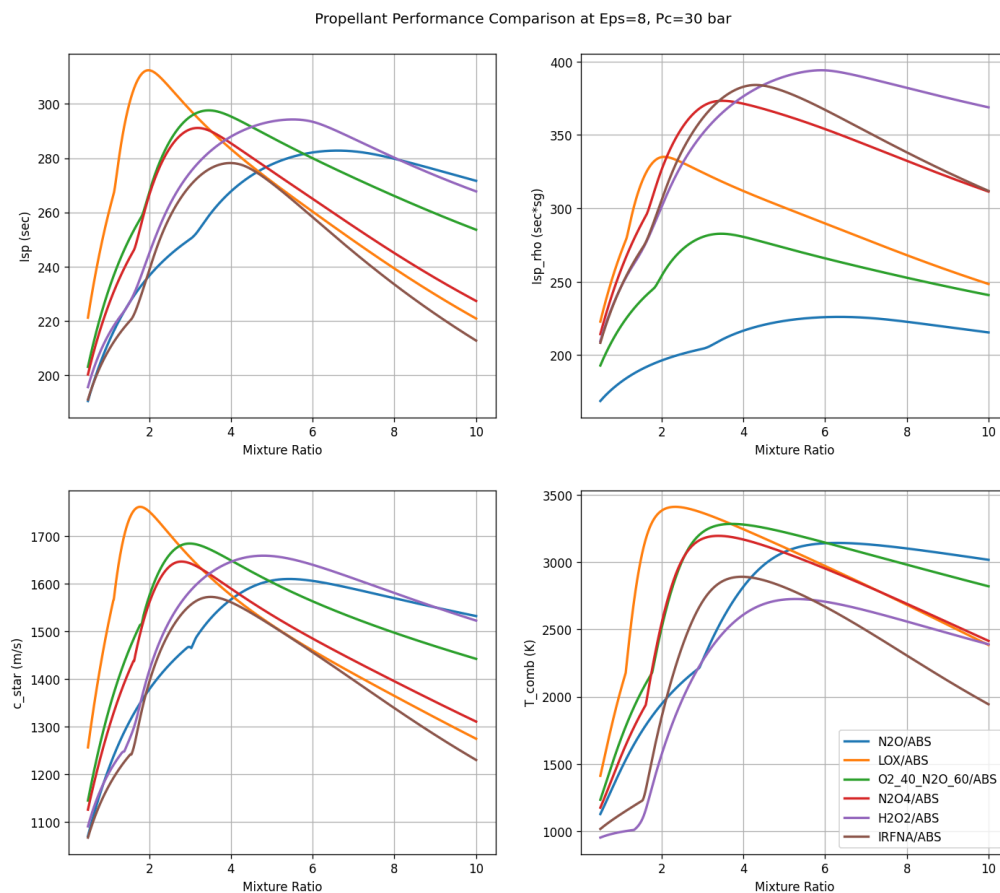 Propellant Performance Comparison at Eps=8, Pc=30 bar
Isp (sec)
300
280
260
240
220
200
2
4
6
8
10
Mixture Ratio
Isp_rho (sec*sg)
400
350
300
250
200
2
4
6
8
10
Mixture Ratio
c_star (m/s)
1700
1600
1500
1400
1300
1200
1100
2
4
6
8
10
Mixture Ratio
T_comb (K)
3500
3000
2500
2000
1500
1000
N2O/ABS
LOX/ABS
O2_40_N2O_60/ABS
N2O4/ABS
H2O2/ABS
IRFNA/ABS
2
4
6
8
10
Mixture Ratio